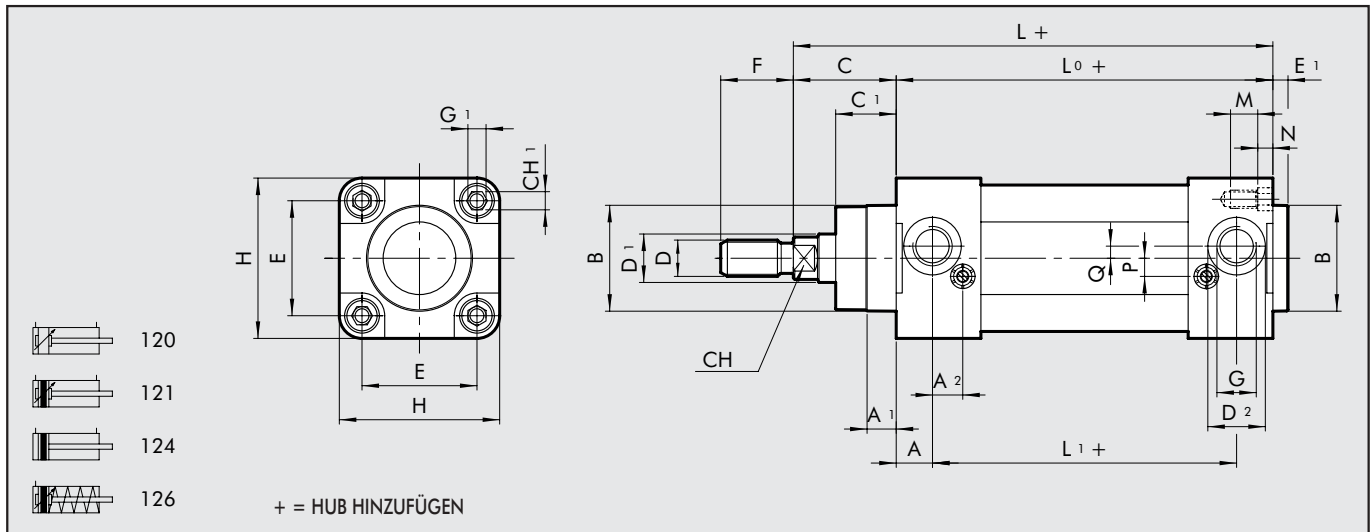 L +
F
C
L0 +
E1
C1
M
N
G1
CH1
H
E
B
D1
D
Q
P
B
CH
E
H
A2
A1
A
L1 +
G
D2
120
121
124
126
+ = HUB HINZUFÜGEN